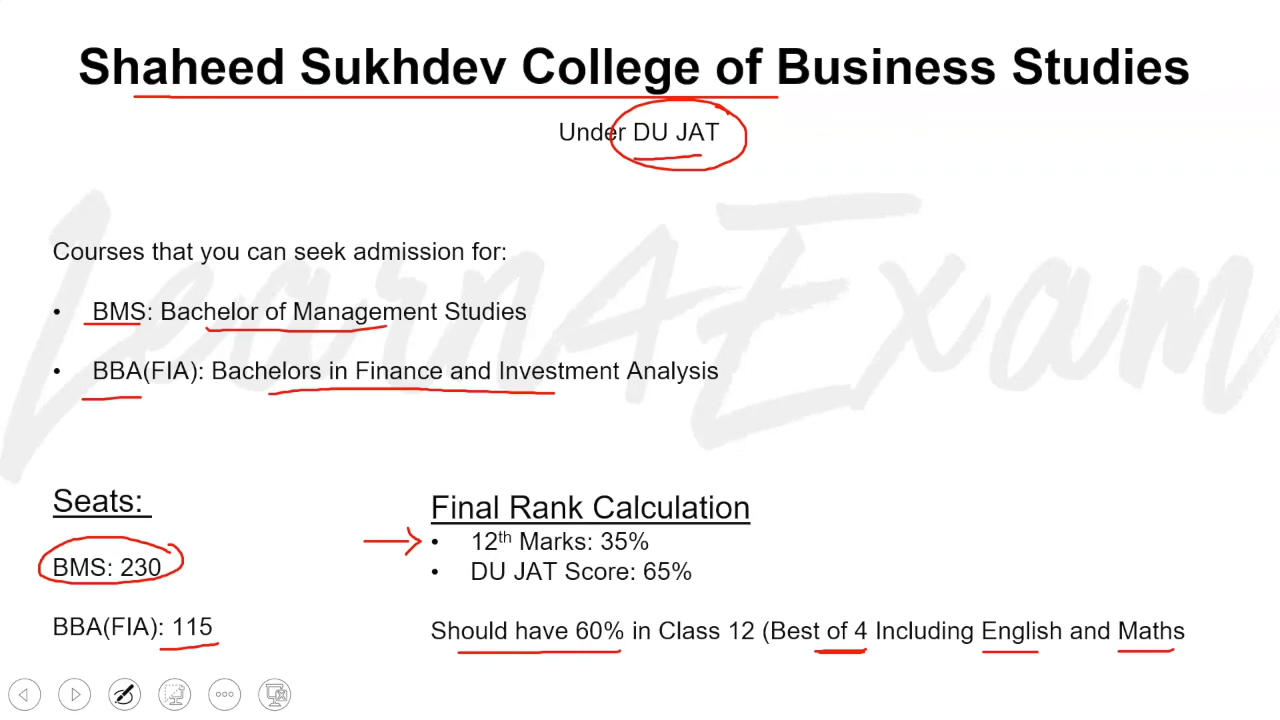 Shaheed Sukhdev College of Business Studies
Under DU JAT
Learn4Exam
Courses that you can seek admission for:
• BMS: Bachelor of Management Studies
• BBA(FIA): Bachelors in Finance and Investment Analysis
Seats:
BMS: 230
BBA(FIA): 115
Final Rank Calculation
• 12th Marks: 35%
• DU JAT Score: 65%
Should have 60% in Class 12 (Best of 4 Including English and Maths